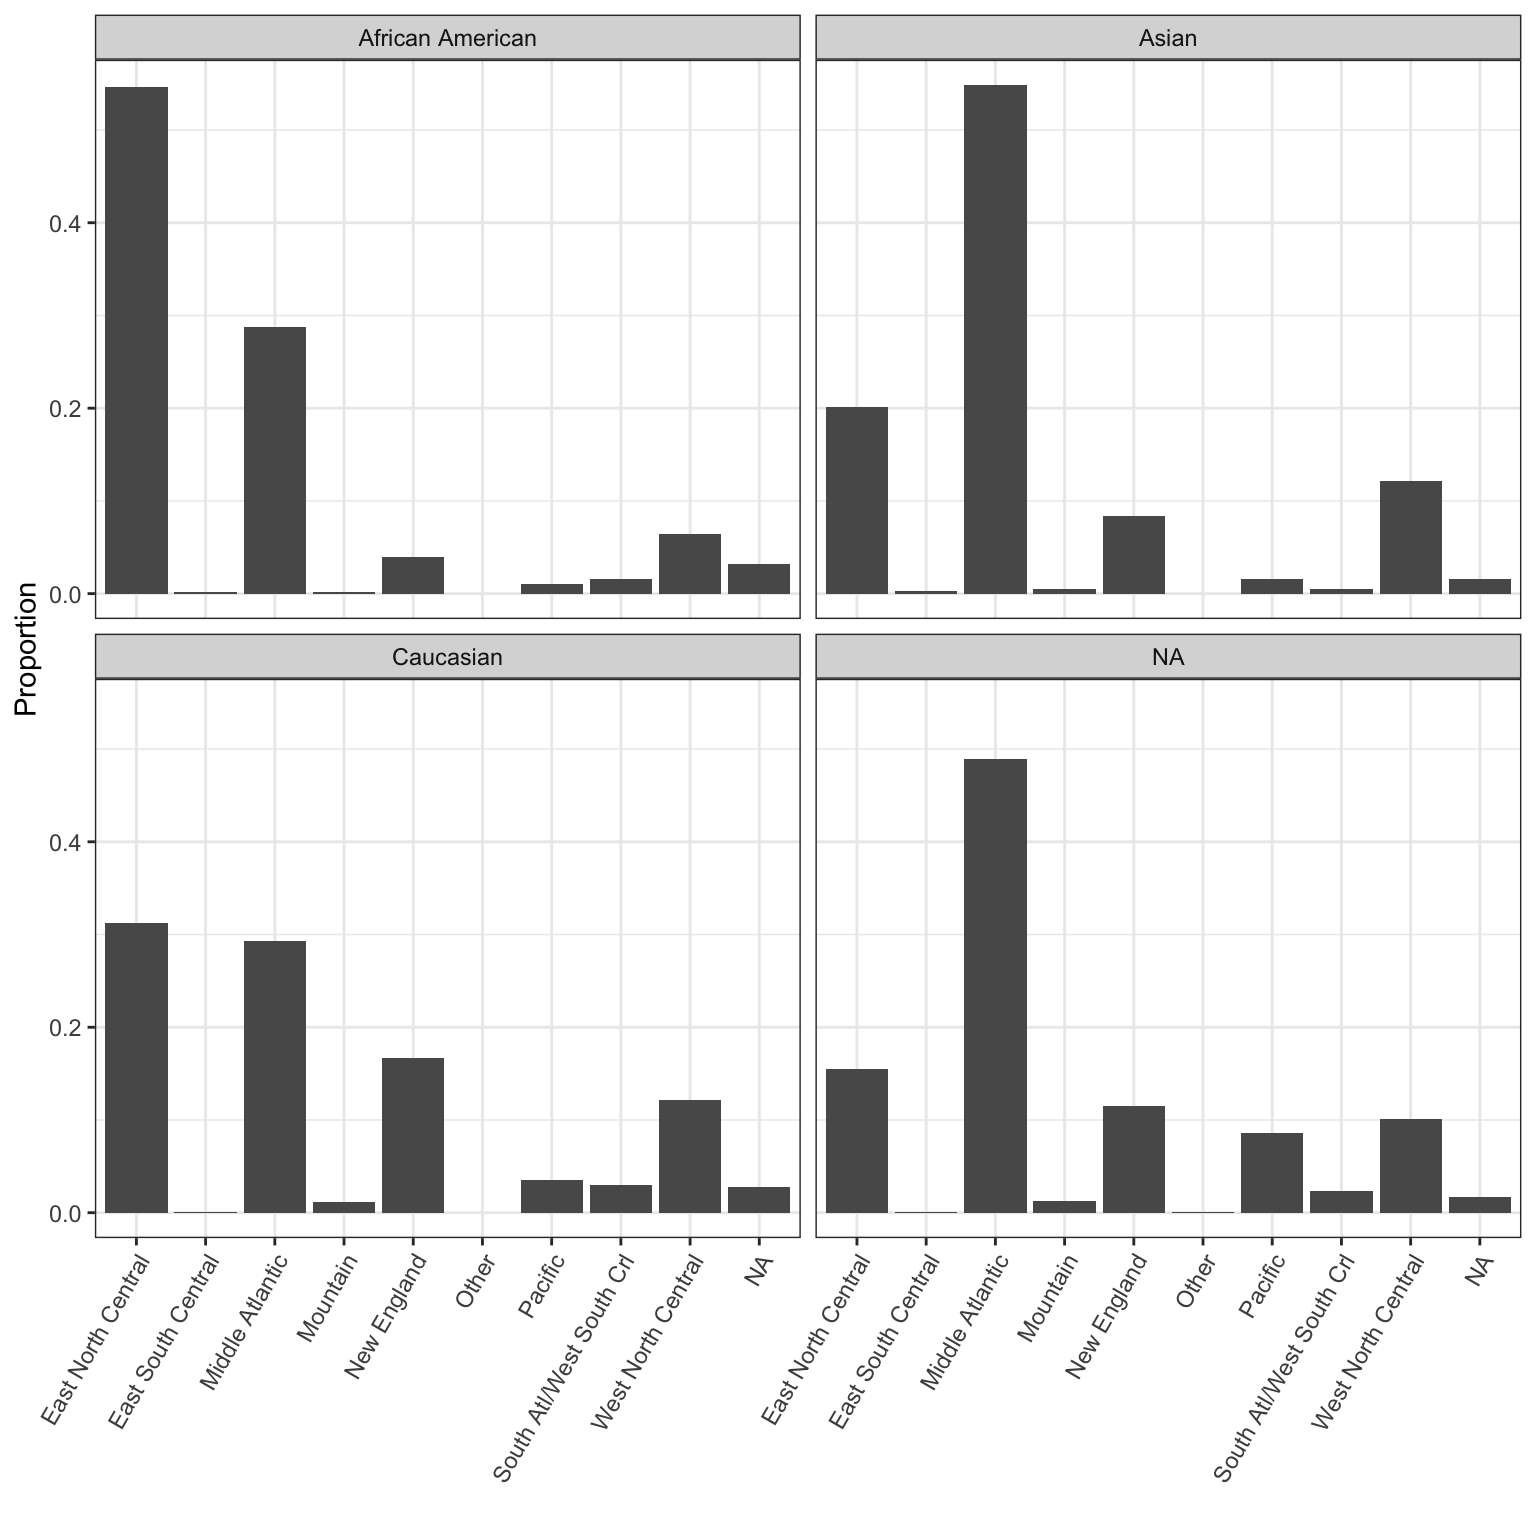 African American
Asian
0.4
0.2
0.0
Proportion
Caucasian
NA
0.4
0.2
0.0
East North Central
East South Central
Middle Atlantic
Mountain
New England
Other
Pacific
South Atl/West South Crl
West North Central
NA
East North Central
East South Central
Middle Atlantic
Mountain
New England
Other
Pacific
South Atl/West South Crl
West North Central
NA